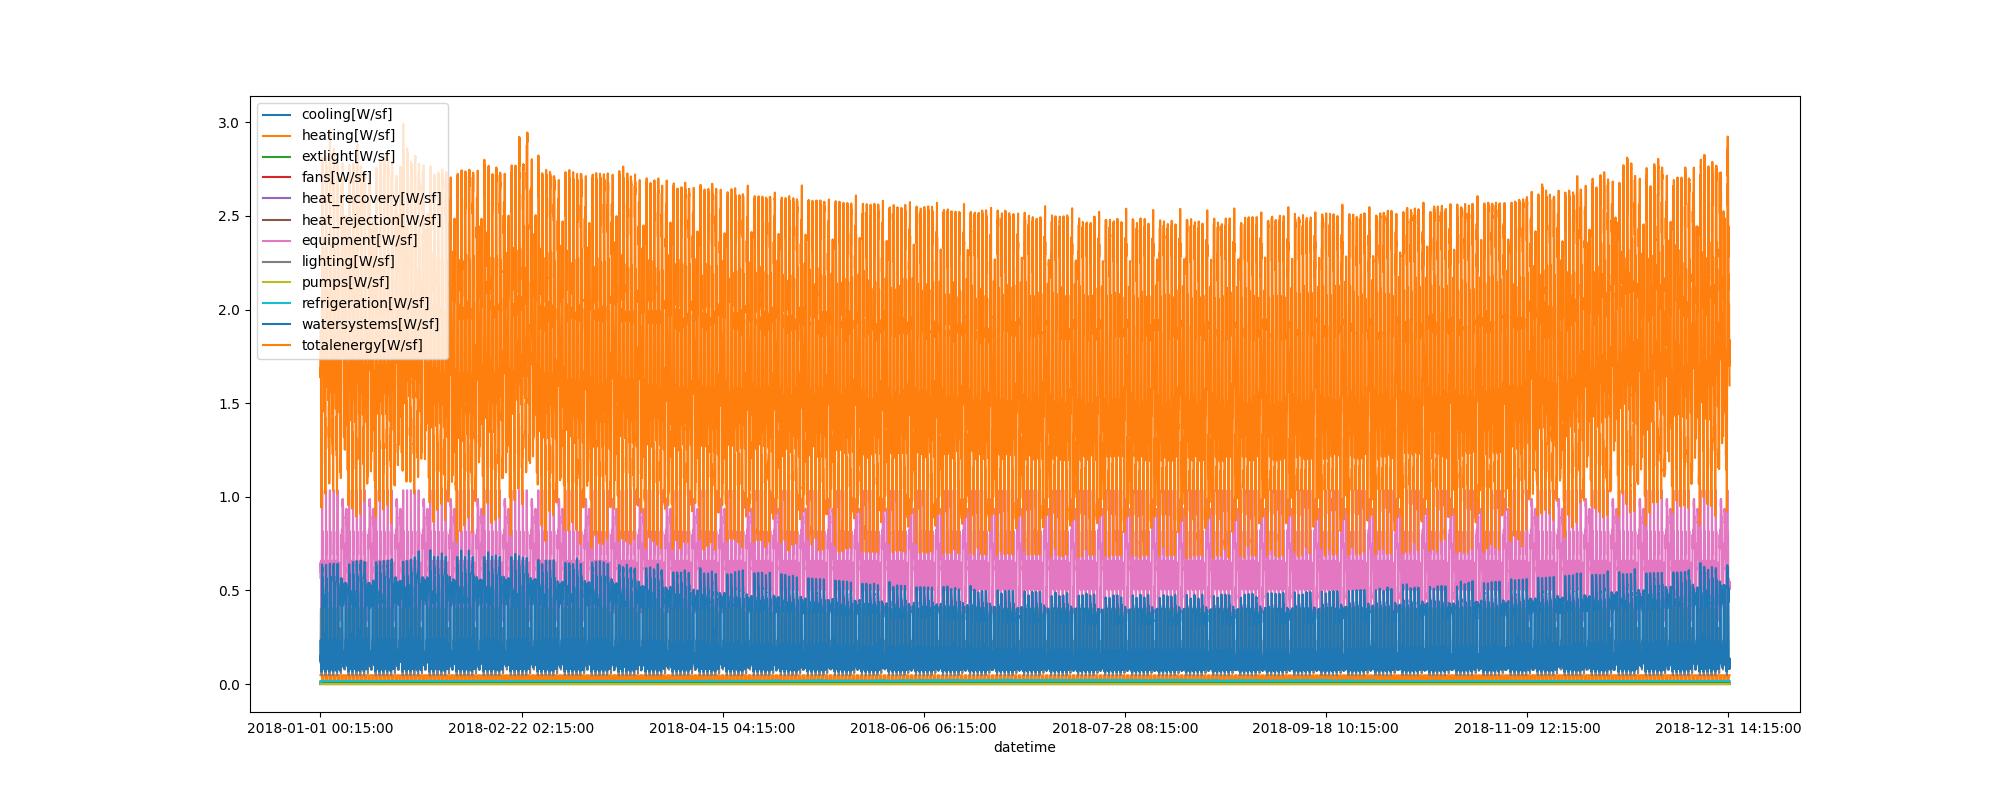 3.0
2.5
2.0
1.5
1.0
0.5
0.0
cooling[W/sf]
heating[W/sf]
extlight[W/sf]
fans[W/sf]
heat_recovery[W/sf]
heat_rejection[W/sf]
equipment[W/sf]
lighting[W/sf]
pumps[W/sf]
refrigeration[W/sf]
watersystems[W/sf]
totalenergy[W/sf]
2018-01-01 00:15:00 2018-02-22 02:15:00 2018-04-15 04:15:00 2018-06-06 06:15:00 2018-07-28 08:15:00 2018-09-18 10:15:00 2018-11-09 12:15:00 2018-12-31 14:15:00
datetime